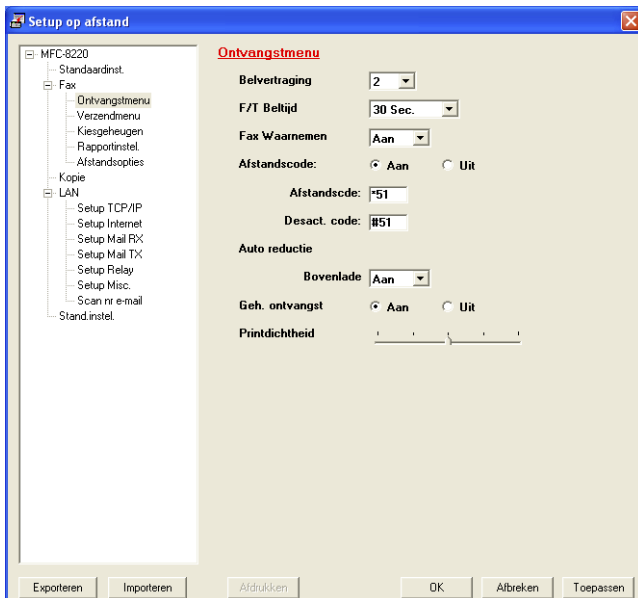 Setup op afstand
MFC-8220
Standaardinst.
Fax
Ontvangstmenu
Verzendmenu
Kiesgeheugen
Rapportinstel.
Afstandsopties
Kopie
LAN
Setup TCP/IP
Setup Internet
Setup Mail RX
Setup Mail TX
Setup Relay
Setup Misc.
Scan nr e-mail
Stand.instel.
Ontvangstmenu
Belvertraging 2
F/T Beltijd 30 Sec.
Fax Waarnemen Aan
Afstandscode: Aan Uit
Afstandscde: *51
Desact. code: #51
Auto reductie
Bovenlade Aan
Geh. ontvangst Aan Uit
Printdichtheid
Exporteren Importeren Afdrukken OK Afbreken Toepassen